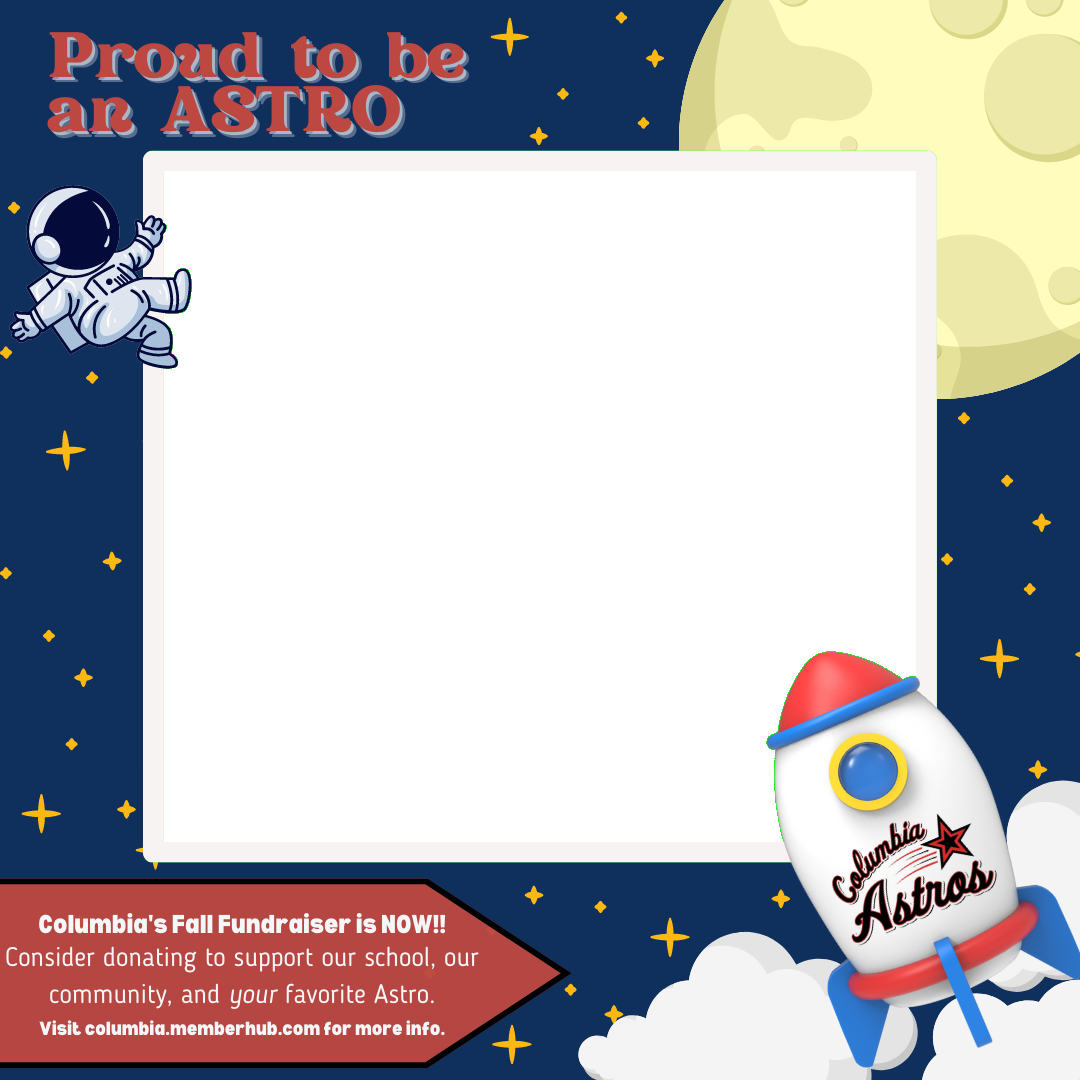 Proud to be
an ASTRO
Columbia
Astros
Columbia's Fall Fundraiser is NOW!!
Consider donating to support our school, our
community, and your favorite Astro.
Visit columbia.memberhub.com for more info.